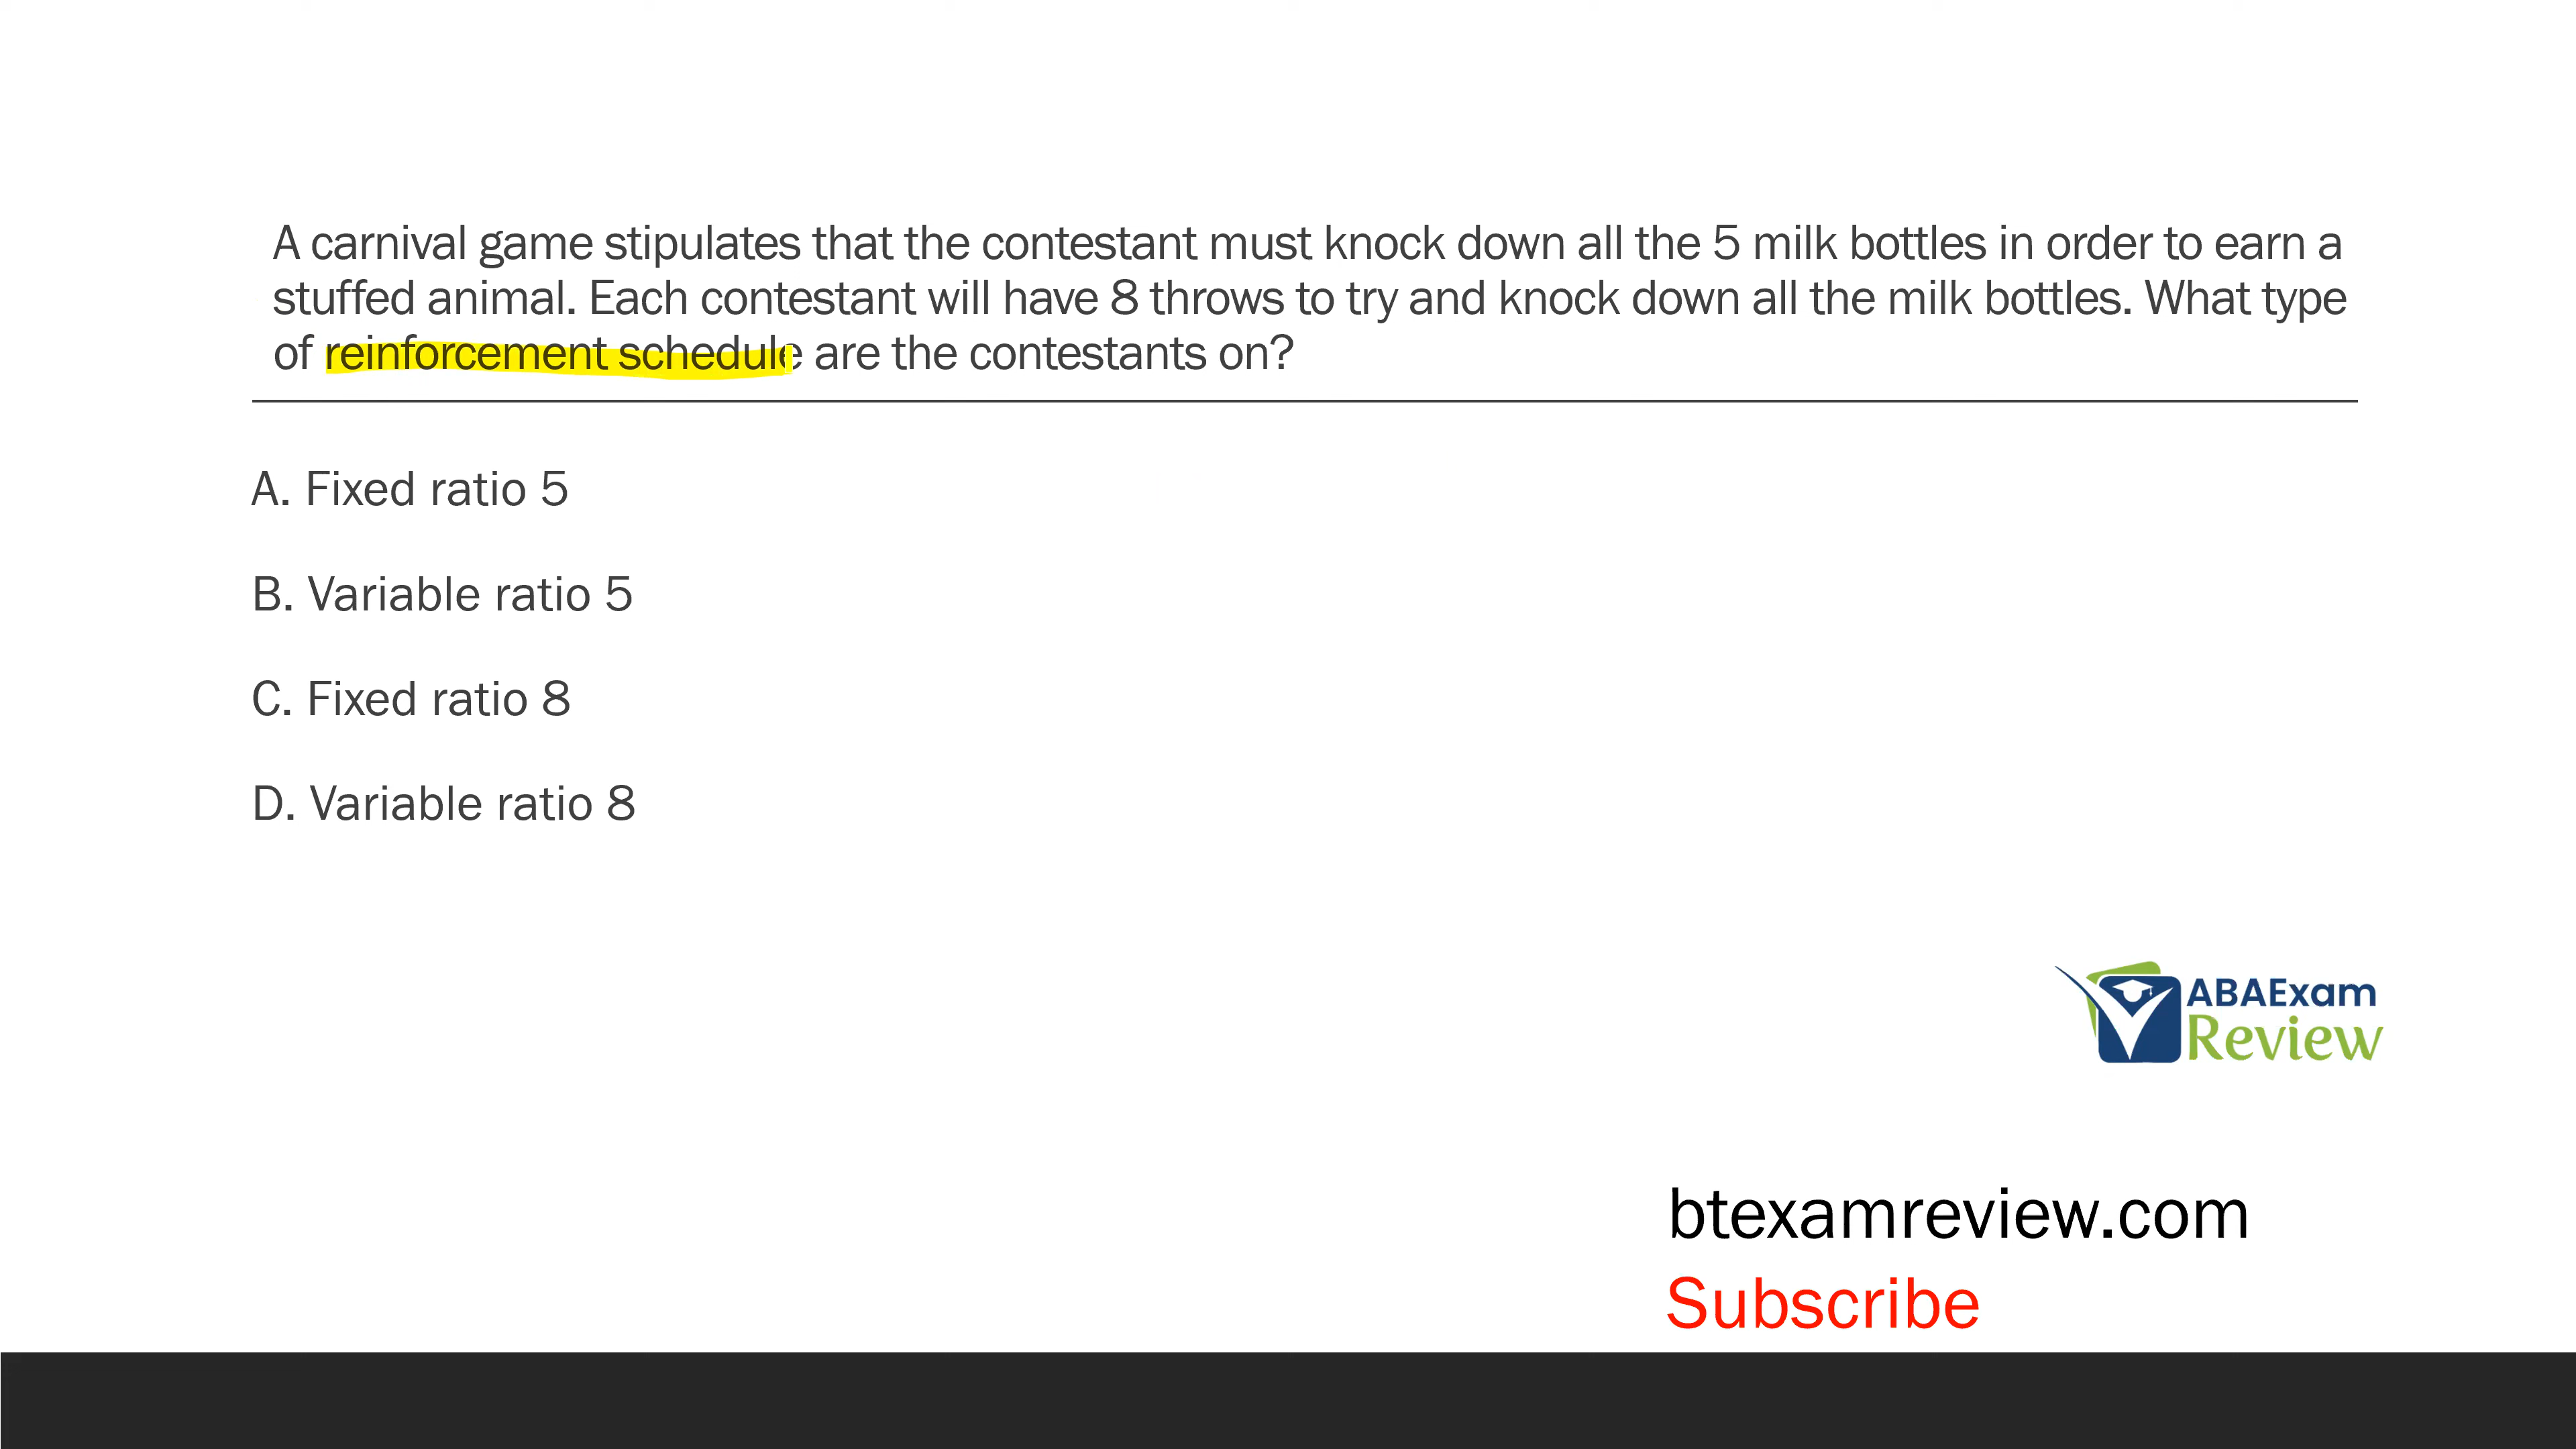 A carnival game stipulates that the contestant must knock down all the 5 milk bottles in order to earn a
stuffed animal. Each contestant will have 8 throws to try and knock down all the milk bottles. What type
of reinforcement schedule are the contestants on?
A. Fixed ratio 5
B. Variable ratio 5
C. Fixed ratio 8
D. Variable ratio 8
ABAExam
Review
btexamreview.com
Subscribe